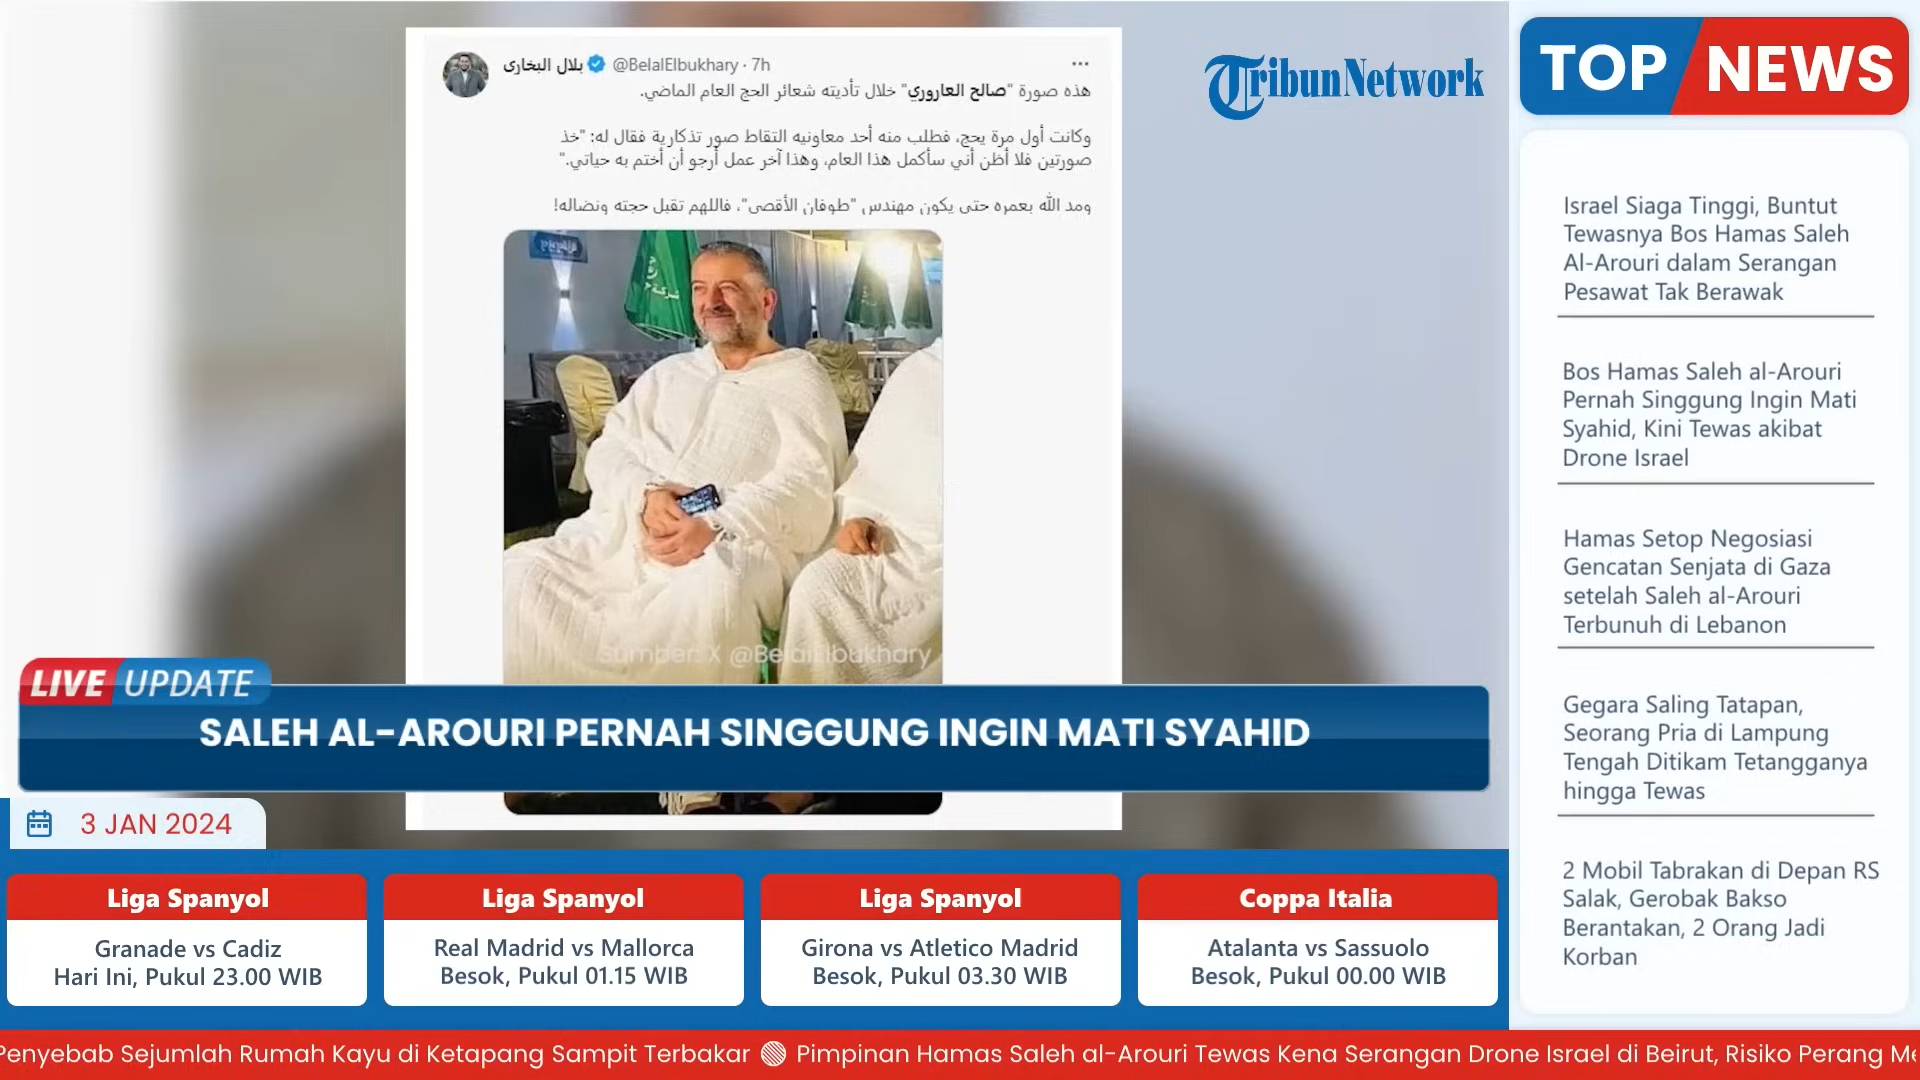 بلال البخارى @BelalElbukhary · 7h
هذه صورة "صالح العاروري" خلال تأديته شعائر الحج العام الماضي.
وكانت أول مرة يحج، فطلب منه أحد معاونيه التقاط صور تذكارية فقال له: "خذ
صورتين فلا أظن أني سأكمل هذا العام، وهذا آخر عمل أرجو أن أختم به حياتي."
ومد الله بعمره حتى يكون مهندس "طوفان الأقصى"، فاللهم تقبل حجته ونضاله!
شركة
Sumber: X @BelalElbukhary
TribunNetwork
LIVE UPDATE
SALEH AL-AROURI PERNAH SINGGUNG INGIN MATI SYAHID
3 JAN 2024
Liga Spanyol
Granade vs Cadiz
Hari Ini, Pukul 23.00 WIB
Liga Spanyol
Real Madrid vs Mallorca
Besok, Pukul 01.15 WIB
Liga Spanyol
Girona vs Atletico Madrid
Besok, Pukul 03.30 WIB
Coppa Italia
Atalanta vs Sassuolo
Besok, Pukul 00.00 WIB
TOP NEWS
Israel Siaga Tinggi, Buntut
Tewasnya Bos Hamas Saleh
Al-Arouri dalam Serangan
Pesawat Tak Berawak
Bos Hamas Saleh al-Arouri
Pernah Singgung Ingin Mati
Syahid, Kini Tewas akibat
Drone Israel
Hamas Setop Negosiasi
Gencatan Senjata di Gaza
setelah Saleh al-Arouri
Terbunuh di Lebanon
Gegara Saling Tatapan,
Seorang Pria di Lampung
Tengah Ditikam Tetangganya
hingga Tewas
2 Mobil Tabrakan di Depan RS
Salak, Gerobak Bakso
Berantakan, 2 Orang Jadi
Korban
Penyebab Sejumlah Rumah Kayu di Ketapang Sampit Terbakar Pimpinan Hamas Saleh al-Arouri Tewas Kena Serangan Drone Israel di Beirut, Risiko Perang